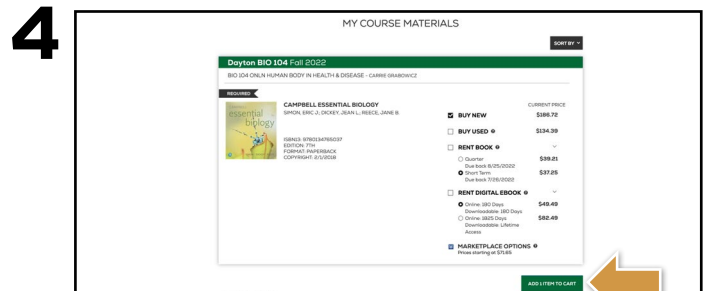 4
MY COURSE MATERIALS
SORT BY
Dayton BIO 104 Fall 2022
BIO 104 ONLN HUMAN BODY IN HEALTH & DISEASE - CARRIE GRABOWICZ
REQUIRED
essential
biology
CAMPBELL ESSENTIAL BIOLOGY
SIMON, ERIC J.; DICKEY, JEAN L.; REECE, JANE B.
ISBN13: 9780134765037
EDITION: 7TH
FORMAT: PAPERBACK
COPYRIGHT: 2/1/2018
CURRENT PRICE
BUY NEW $186.72
BUY USED $134.39
RENT BOOK
Quarter $39.21
Due back 8/25/2022
Short Term $37.25
Due back 7/26/2022
RENT DIGITAL EBOOK
Online: 180 Days $49.49
Downloadable: 180 Days
Online: 1825 Days $82.49
Downloadable: Lifetime
Access
MARKETPLACE OPTIONS
Prices starting at $71.65
ADD 1 ITEM TO CART